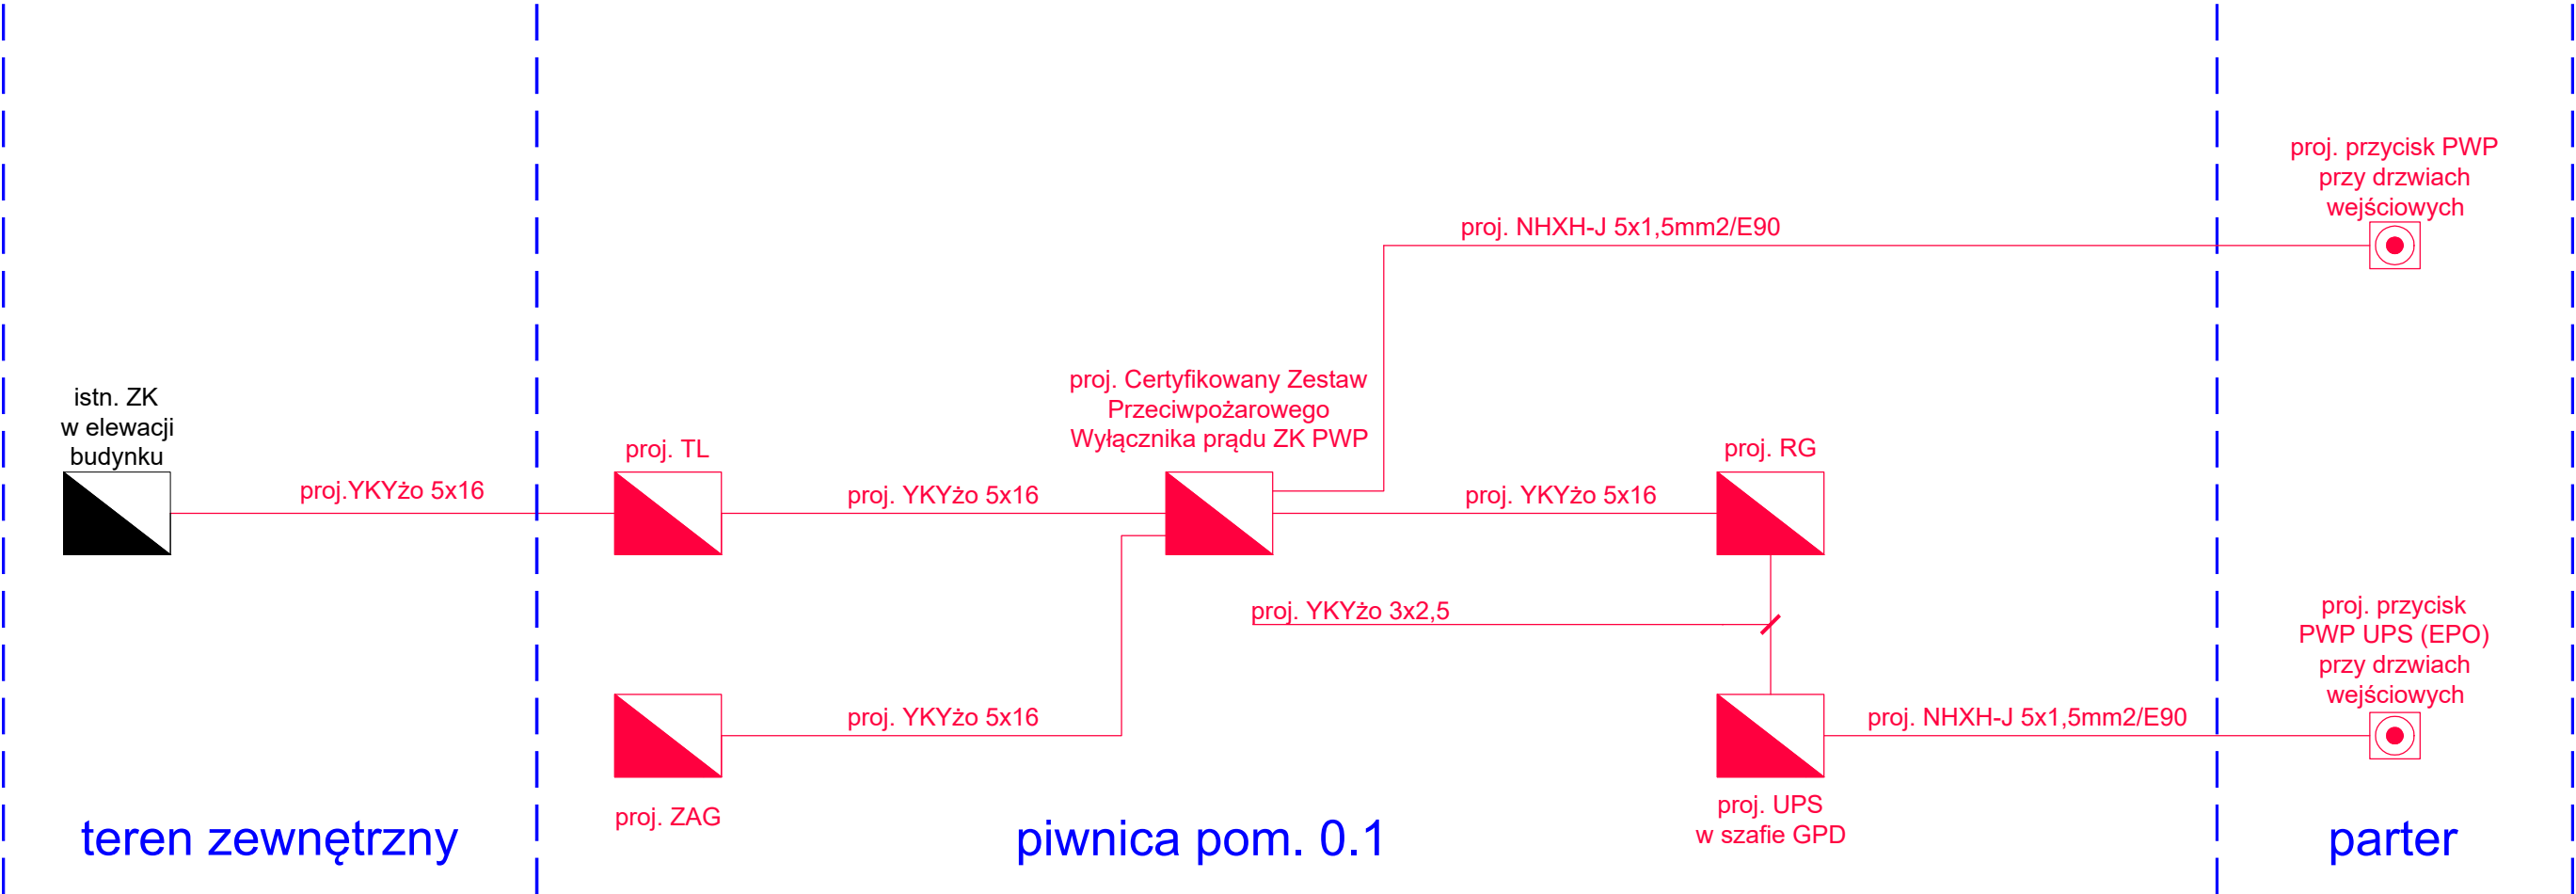 proj. przycisk PWP
przy drzwiach
wejściowych
proj. NHXH-J 5x1,5mm2/E90
istn. ZK
w elewacji
budynku
proj.YKYżo 5x16
proj. TL
proj. YKYżo 5x16
proj. Certyfikowany Zestaw
Przeciwpożarowego
Wyłącznika prądu ZK PWP
proj. YKYżo 5x16
proj. RG
proj. YKYżo 3x2,5
proj. przycisk
PWP UPS (EPO)
przy drzwiach
wejściowych
proj. YKYżo 5x16
proj. NHXH-J 5x1,5mm2/E90
proj. ZAG
proj. UPS
w szafie GPD
teren zewnętrzny
piwnica pom. 0.1
parter